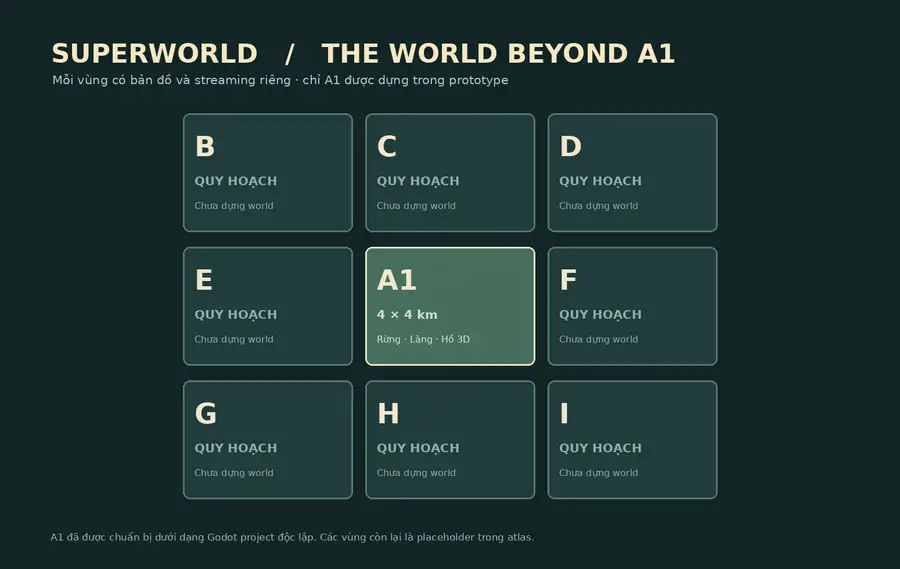 SUPERWORLD / THE WORLD BEYOND A1
Mỗi vùng có bản đồ và streaming riêng · chỉ A1 được dựng trong prototype
B
QUY HOẠCH
Chưa dựng world
C
QUY HOẠCH
Chưa dựng world
D
QUY HOẠCH
Chưa dựng world
E
QUY HOẠCH
Chưa dựng world
A1
4 × 4 km
Rừng · Làng · Hồ 3D
F
QUY HOẠCH
Chưa dựng world
G
QUY HOẠCH
Chưa dựng world
H
QUY HOẠCH
Chưa dựng world
I
QUY HOẠCH
Chưa dựng world
A1 đã được chuẩn bị dưới dạng Godot project độc lập. Các vùng còn lại là placeholder trong atlas.